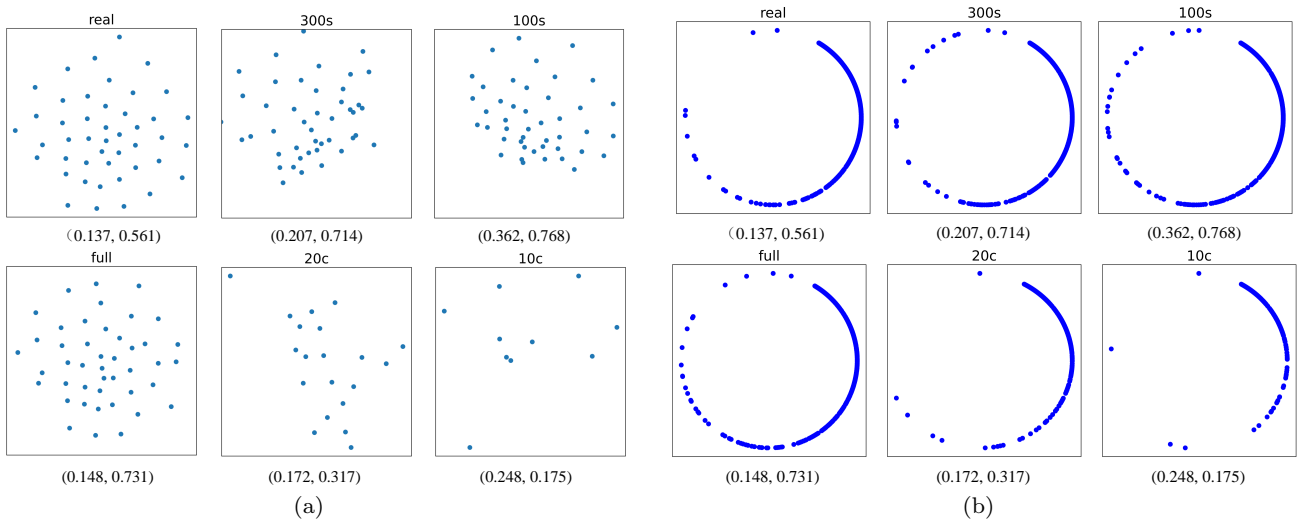 real 300s 100s
(0.137, 0.561) (0.207, 0.714) (0.362, 0.768)
full 20c 10c
(0.148, 0.731) (0.172, 0.317) (0.248, 0.175)
(a)
real 300s 100s
(0.137, 0.561) (0.207, 0.714) (0.362, 0.768)
full 20c 10c
(0.148, 0.731) (0.172, 0.317) (0.248, 0.175)
(b)